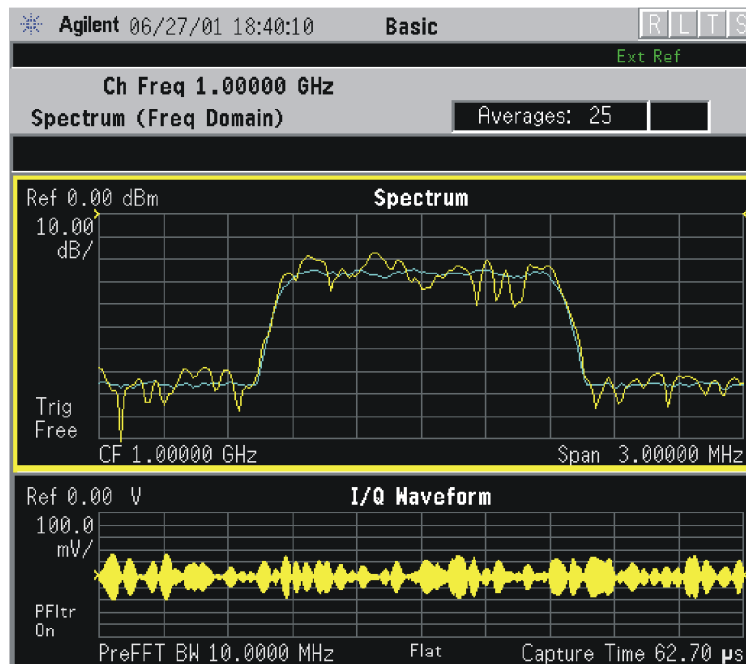 Agilent 06/27/01 18:40:10 Basic R L T S
Ext Ref
Ch Freq 1.00000 GHz
Spectrum (Freq Domain) Averages: 25
Ref 0.00 dBm Spectrum
10.00
dB/
Trig
Free
CF 1.00000 GHz Span 3.00000 MHz
Ref 0.00 V I/Q Waveform
100.0
mV/
PFltr
On
PreFFT BW 10.0000 MHz Flat Capture Time 62.70 µs